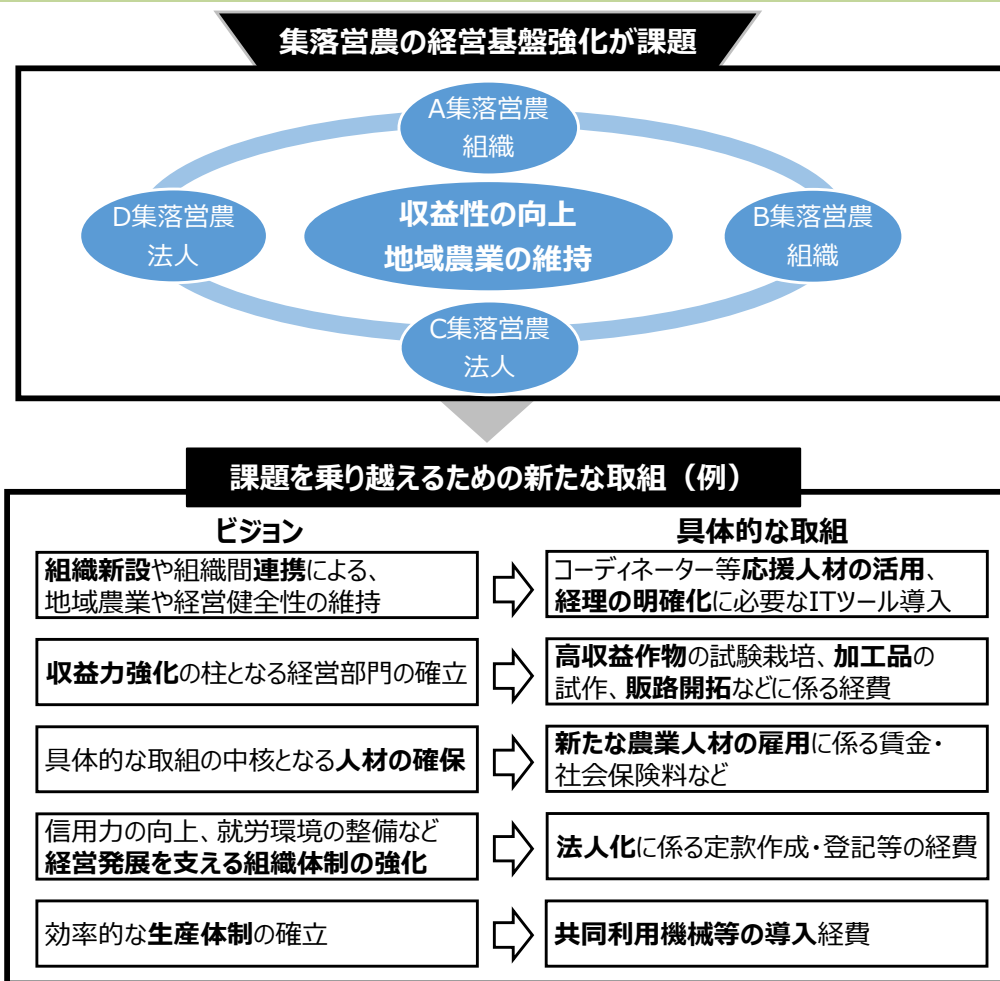 集落営農の経営基盤強化が課題
A集落営農
組織
D集落営農
法人
収益性の向上
地域農業の維持
B集落営農
組織
C集落営農
法人
課題を乗り越えるための新たな取組（例）
ビジョン
具体的な取組
組織新設や組織間連携による、
地域農業や経営健全性の維持
コーディネーター等応援人材の活用、
経理の明確化に必要なITツール導入
収益力強化の柱となる経営部門の確立
高収益作物の試験栽培、加工品の
試作、販路開拓などに係る経費
具体的な取組の中核となる人材の確保
新たな農業人材の雇用に係る賃金・
社会保険料など
信用力の向上、就労環境の整備など
経営発展を支える組織体制の強化
法人化に係る定款作成・登記等の経費
効率的な生産体制の確立
共同利用機械等の導入経費